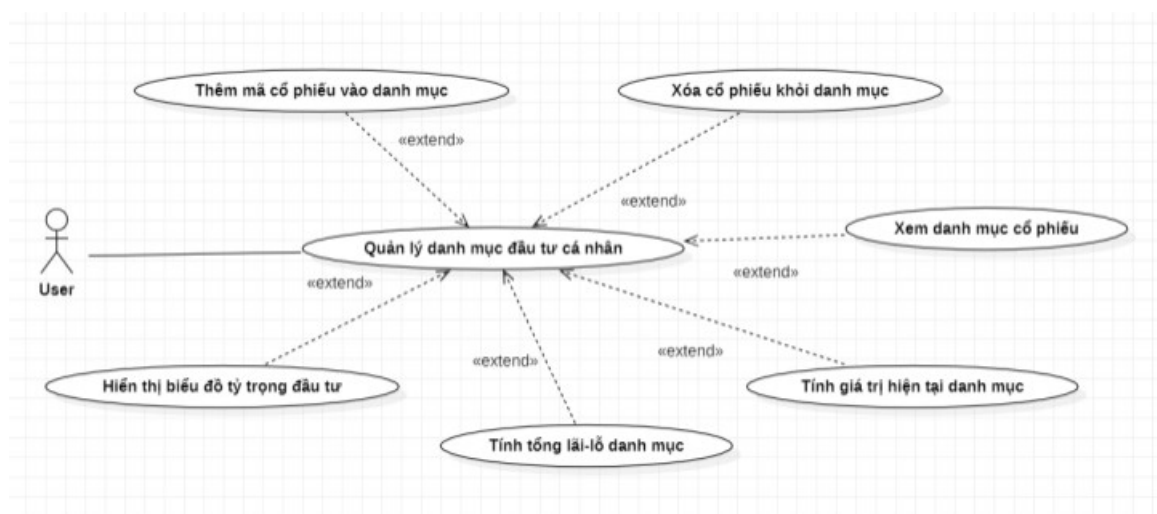 Thêm mã cổ phiếu vào danh mục
Xóa cổ phiếu khỏi danh mục
«extend»
«extend»
Xem danh mục cổ phiếu
Quản lý danh mục đầu tư cá nhân
«extend»
«extend»
User
«extend»
«extend»
Hiển thị biểu đồ tỷ trọng đầu tư
Tính giá trị hiện tại danh mục
Tính tổng lãi-lỗ danh mục